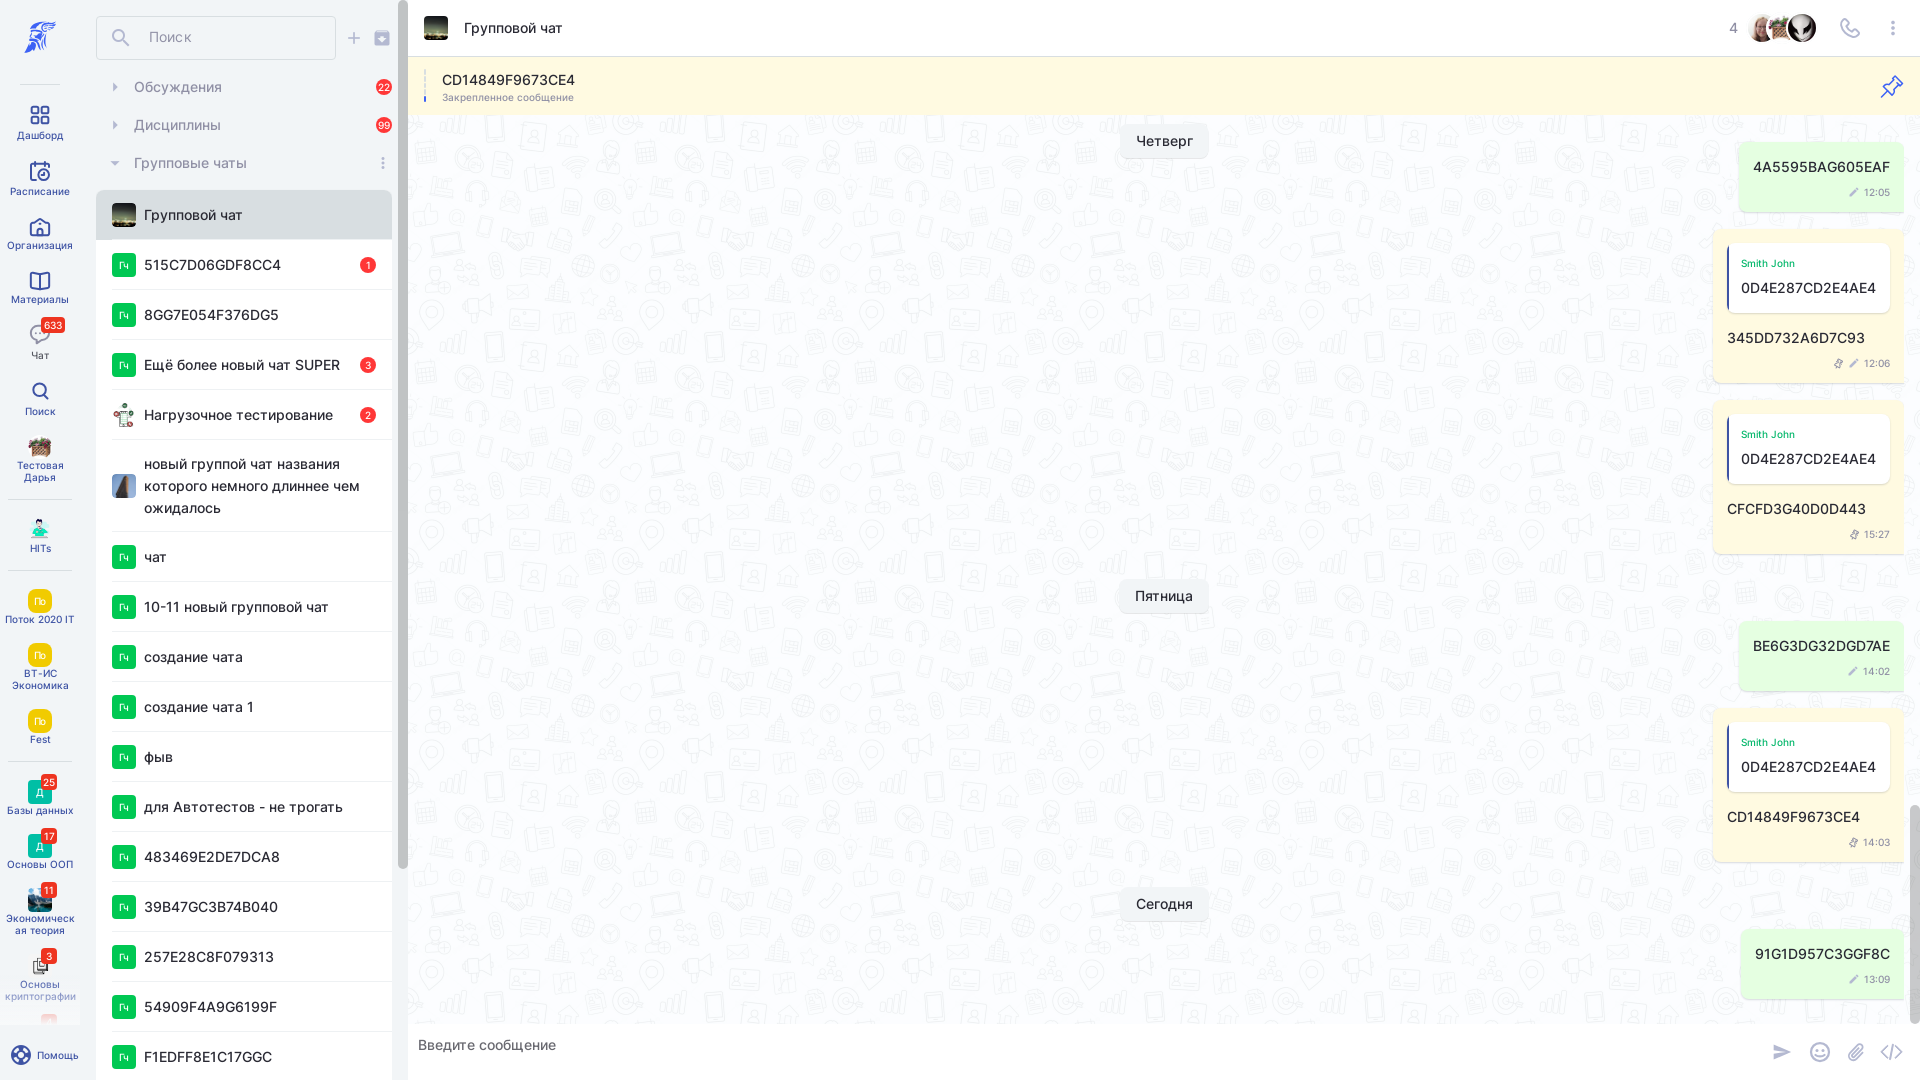 Дашборд
Расписание
Организация
Материалы
633
Чат
Поиск
Тестовая
Дарья
HITs
По
Поток 2020 IT
По
ВТ-ИС
Экономика
По
Fest
25
Д
Базы данных
17
Д
Основы ООП
11
Экономическ
ая теория
3
Основы
криптографии
Помощь
Поиск
Обсуждения
22
Дисциплины
99
Групповые чаты
Групповой чат
Гч
515C7D06GDF8CC4
1
Гч
8GG7E054F376DG5
Гч
Ещё более новый чат SUPER
3
Нагрузочное тестирование
2
новый группой чат названия
которого немного длиннее чем
ожидалось
Гч
чат
Гч
10-11 новый групповой чат
Гч
создание чата
Гч
создание чата 1
Гч
фыв
Гч
для Автотестов - не трогать
Гч
483469E2DE7DCA8
Гч
39B47GC3B74B040
Гч
257E28C8F079313
Гч
54909F4A9G6199F
Гч
F1EDFF8E1C17GGC
Групповой чат
4
CD14849F9673CE4
Закрепленное сообщение
Четверг
4A5595BAG605EAF
12:05
Smith John
0D4E287CD2E4AE4
345DD732A6D7C93
12:06
Smith John
0D4E287CD2E4AE4
CFCFD3G40D0D443
15:27
Пятница
BE6G3DG32DGD7AE
14:02
Smith John
0D4E287CD2E4AE4
CD14849F9673CE4
14:03
Сегодня
91G1D957C3GGF8C
13:09
Введите сообщение